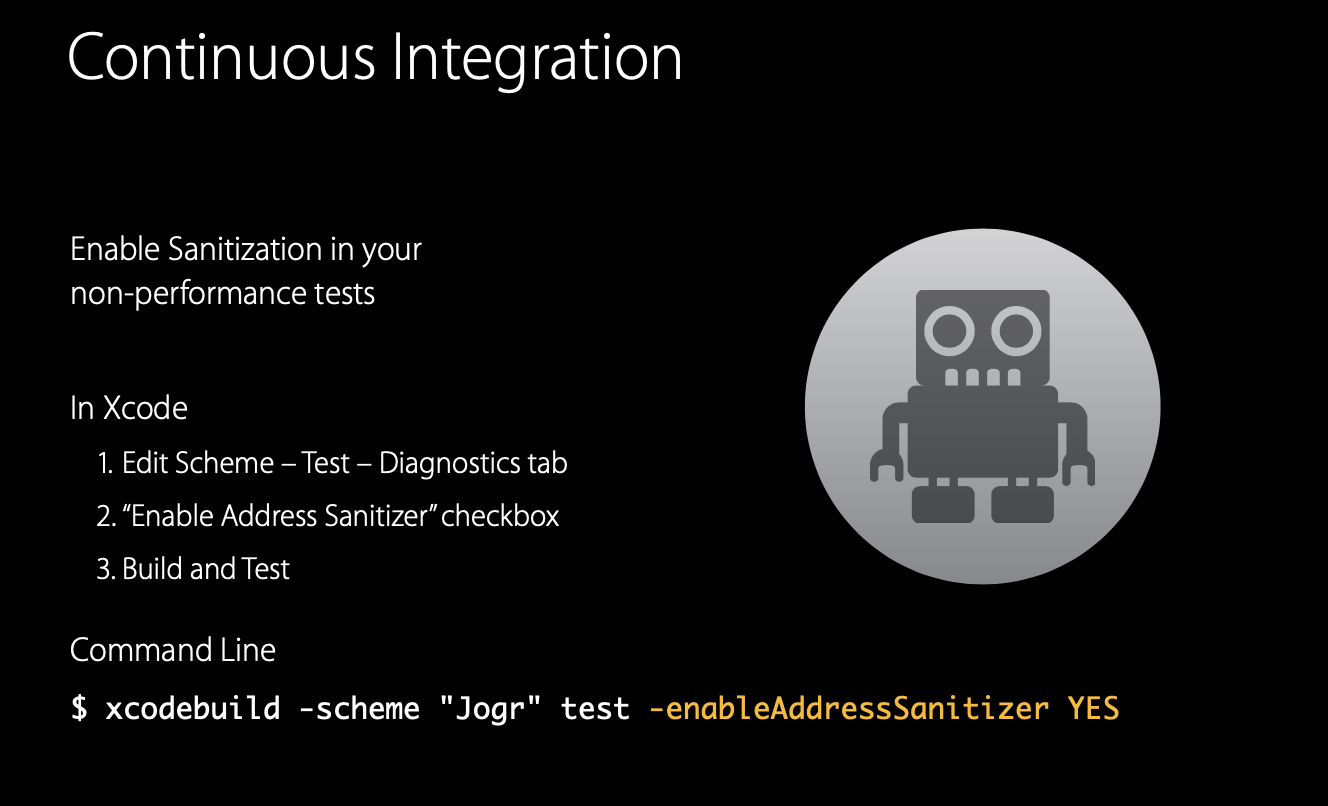 Continuous Integration
Enable Sanitization in your
non-performance tests
In Xcode
1. Edit Scheme – Test – Diagnostics tab
2. “Enable Address Sanitizer” checkbox
3. Build and Test
Command Line
$ xcodebuild -scheme "Jogr" test -enableAddressSanitizer YES